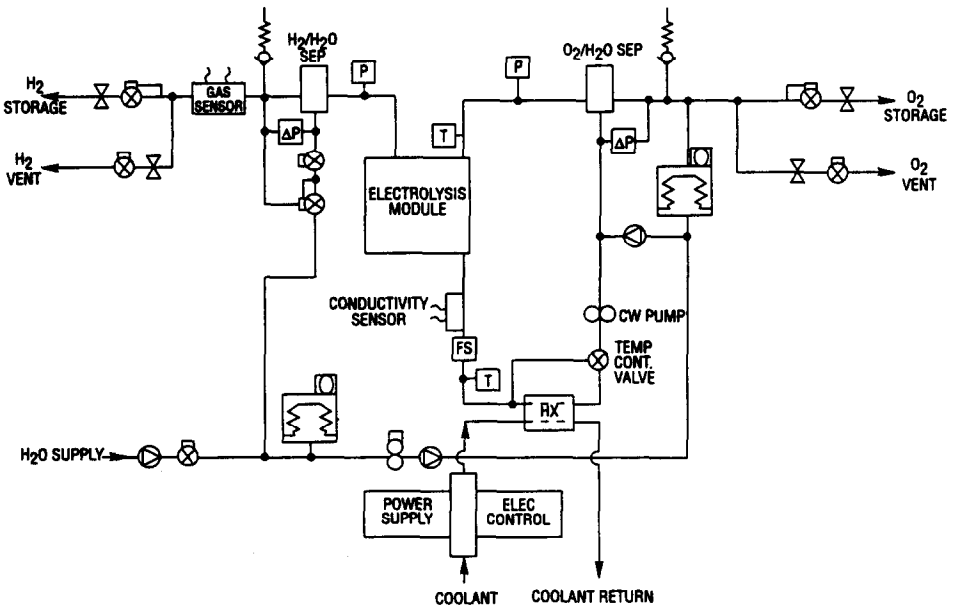 H2/H2O
SEP
O2/H2O SEP
P
P
H2
STORAGE
GAS
SENSOR
O2
STORAGE
ΔP
T
ΔP
H2
VENT
O2
VENT
ELECTROLYSIS
MODULE
CONDUCTIVITY
SENSOR
CW PUMP
FS
TEMP
CONT.
VALVE
T
HX
H2O SUPPLY
POWER
SUPPLY
ELEC
CONTROL
COOLANT
COOLANT RETURN